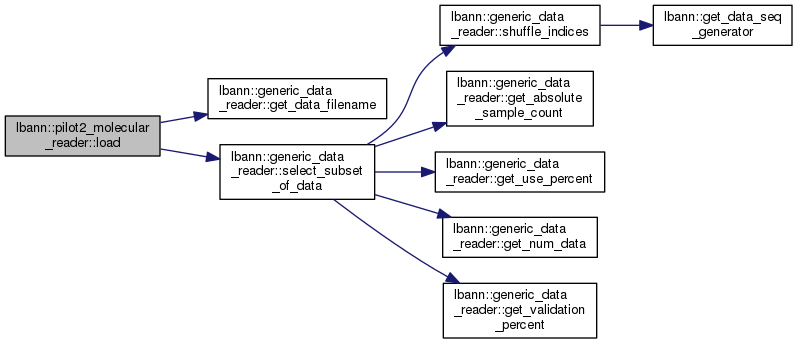 lbann::pilot2_molecular
_reader::load
lbann::generic_data
_reader::get_data_filename
lbann::generic_data
_reader::select_subset
_of_data
lbann::generic_data
_reader::shuffle_indices
lbann::get_data_seq
_generator
lbann::generic_data
_reader::get_absolute
_sample_count
lbann::generic_data
_reader::get_use_percent
lbann::generic_data
_reader::get_num_data
lbann::generic_data
_reader::get_validation
_percent